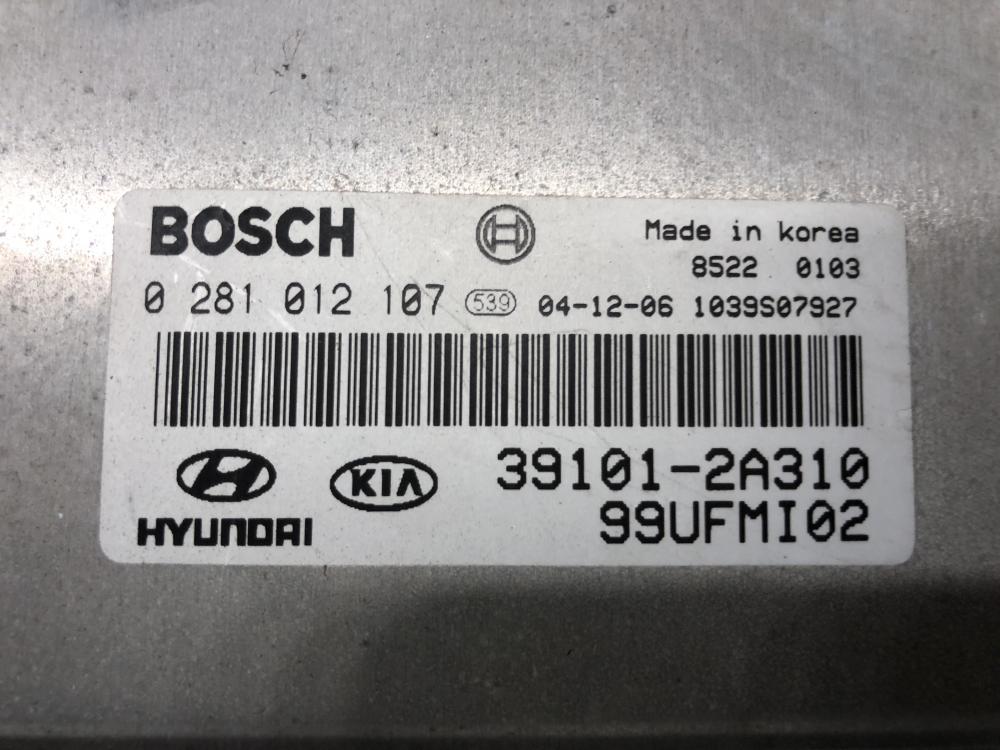 BOSCH
Made in korea
8522 0103
0 281 012 107 539 04-12-06 1039S07927
HYUNDAI
KIA
39101-2A310
99UFMI02